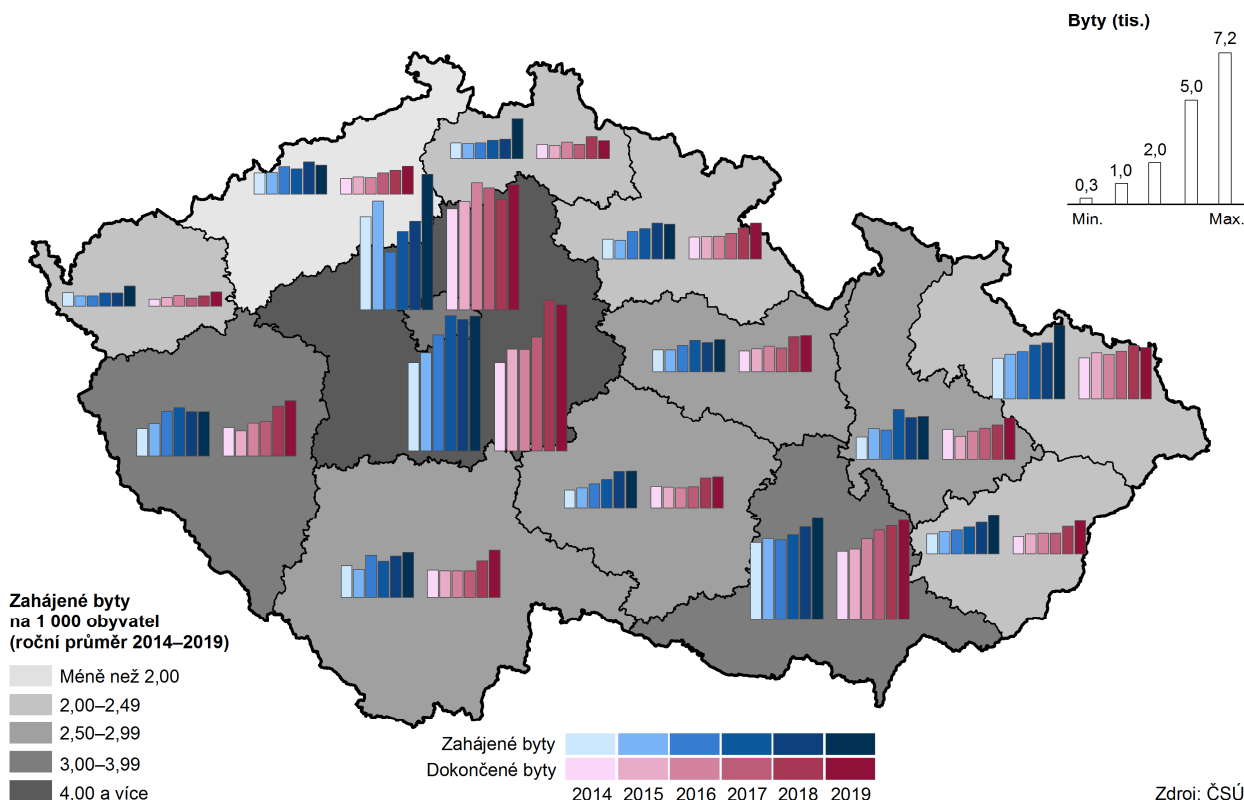 Byty (tis.)
7,2
5,0
2,0
1,0
0,3
Min.
Max.
Zahájené byty
na 1 000 obyvatel
(roční průměr 2014–2019)
Méně než 2,00
2,00–2,49
2,50–2,99
3,00–3,99
4,00 a více
Zahájené byty
Dokončené byty
2014 2015 2016 2017 2018 2019
Zdroj: ČSÚ